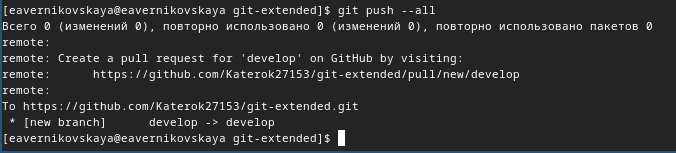 [eavernikovskaya@eavernikovskaya git-extended]$ git push --all
Всего 0 (изменений 0), повторно использовано 0 (изменений 0), повторно использовано пакетов 0
remote:
remote: Create a pull request for 'develop' on GitHub by visiting:
remote:      https://github.com/Katerok27153/git-extended/pull/new/develop
remote:
To https://github.com/Katerok27153/git-extended.git
 * [new branch]      develop -> develop
[eavernikovskaya@eavernikovskaya git-extended]$